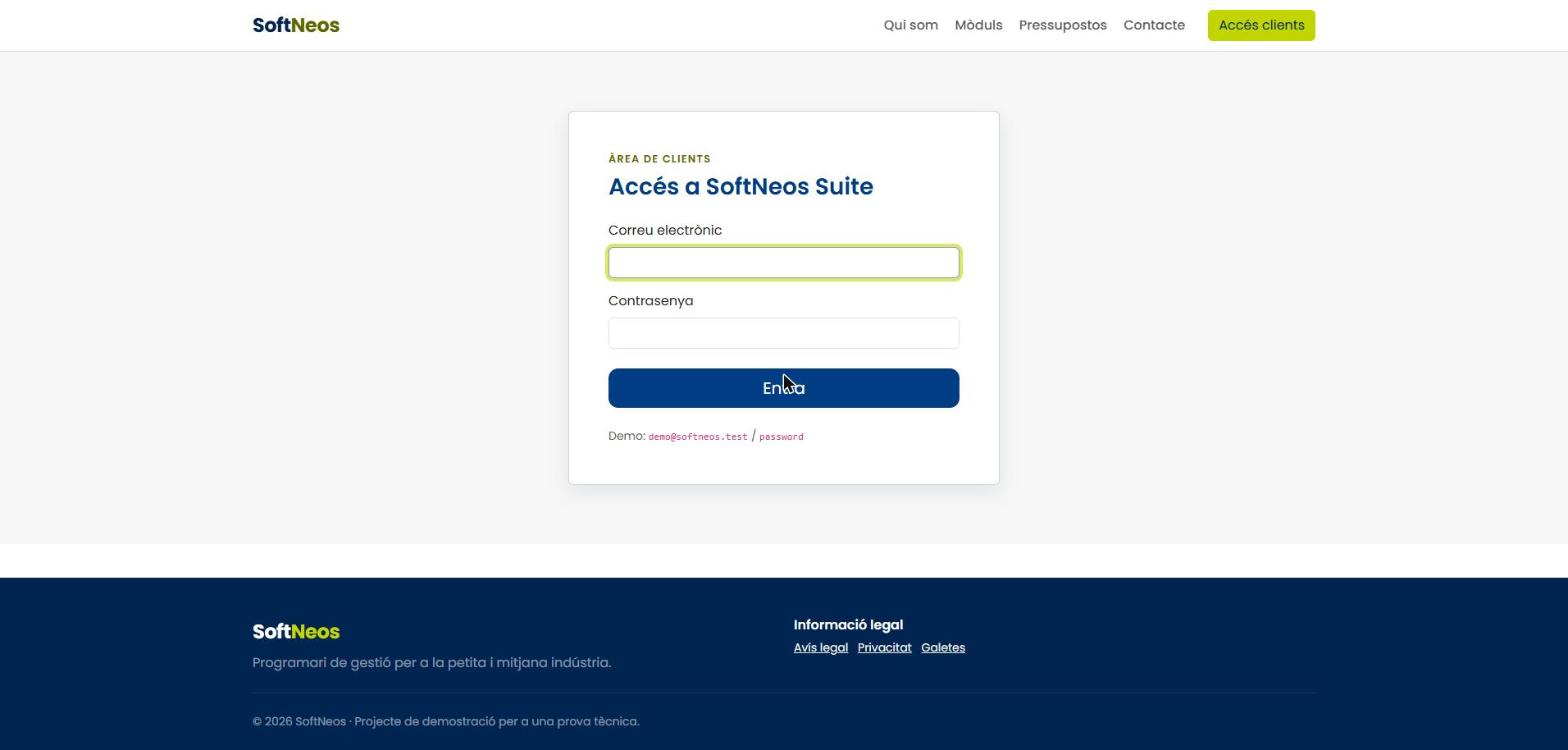 SoftNeos
Qui som Mòduls Pressupostos Contacte Accés clients
ÀREA DE CLIENTS
Accés a SoftNeos Suite
Correu electrònic
Contrasenya
Entra
Demo: demo@softneos.test / password
SoftNeos
Programari de gestió per a la petita i mitjana indústria.
Informació legal
Avís legal Privacitat Galetes
© 2026 SoftNeos · Projecte de demostració per a una prova tècnica.